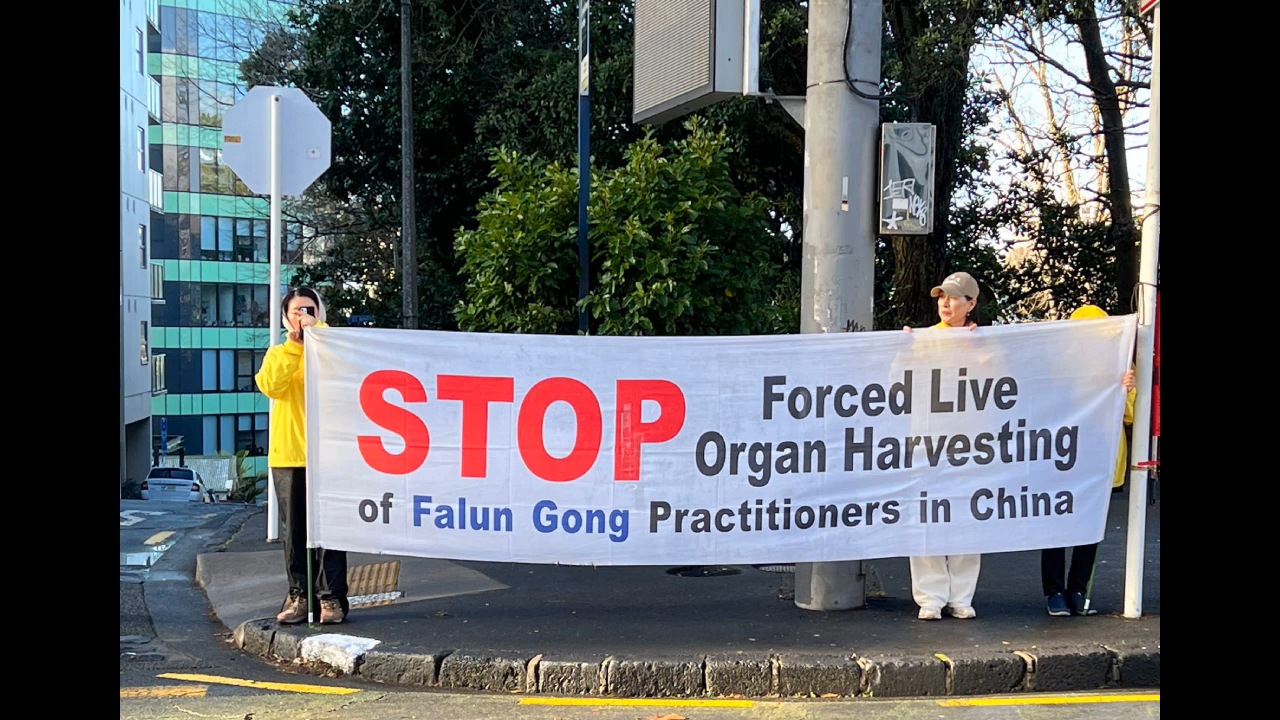 STOP
Forced Live
Organ Harvesting
of Falun Gong Practitioners in China